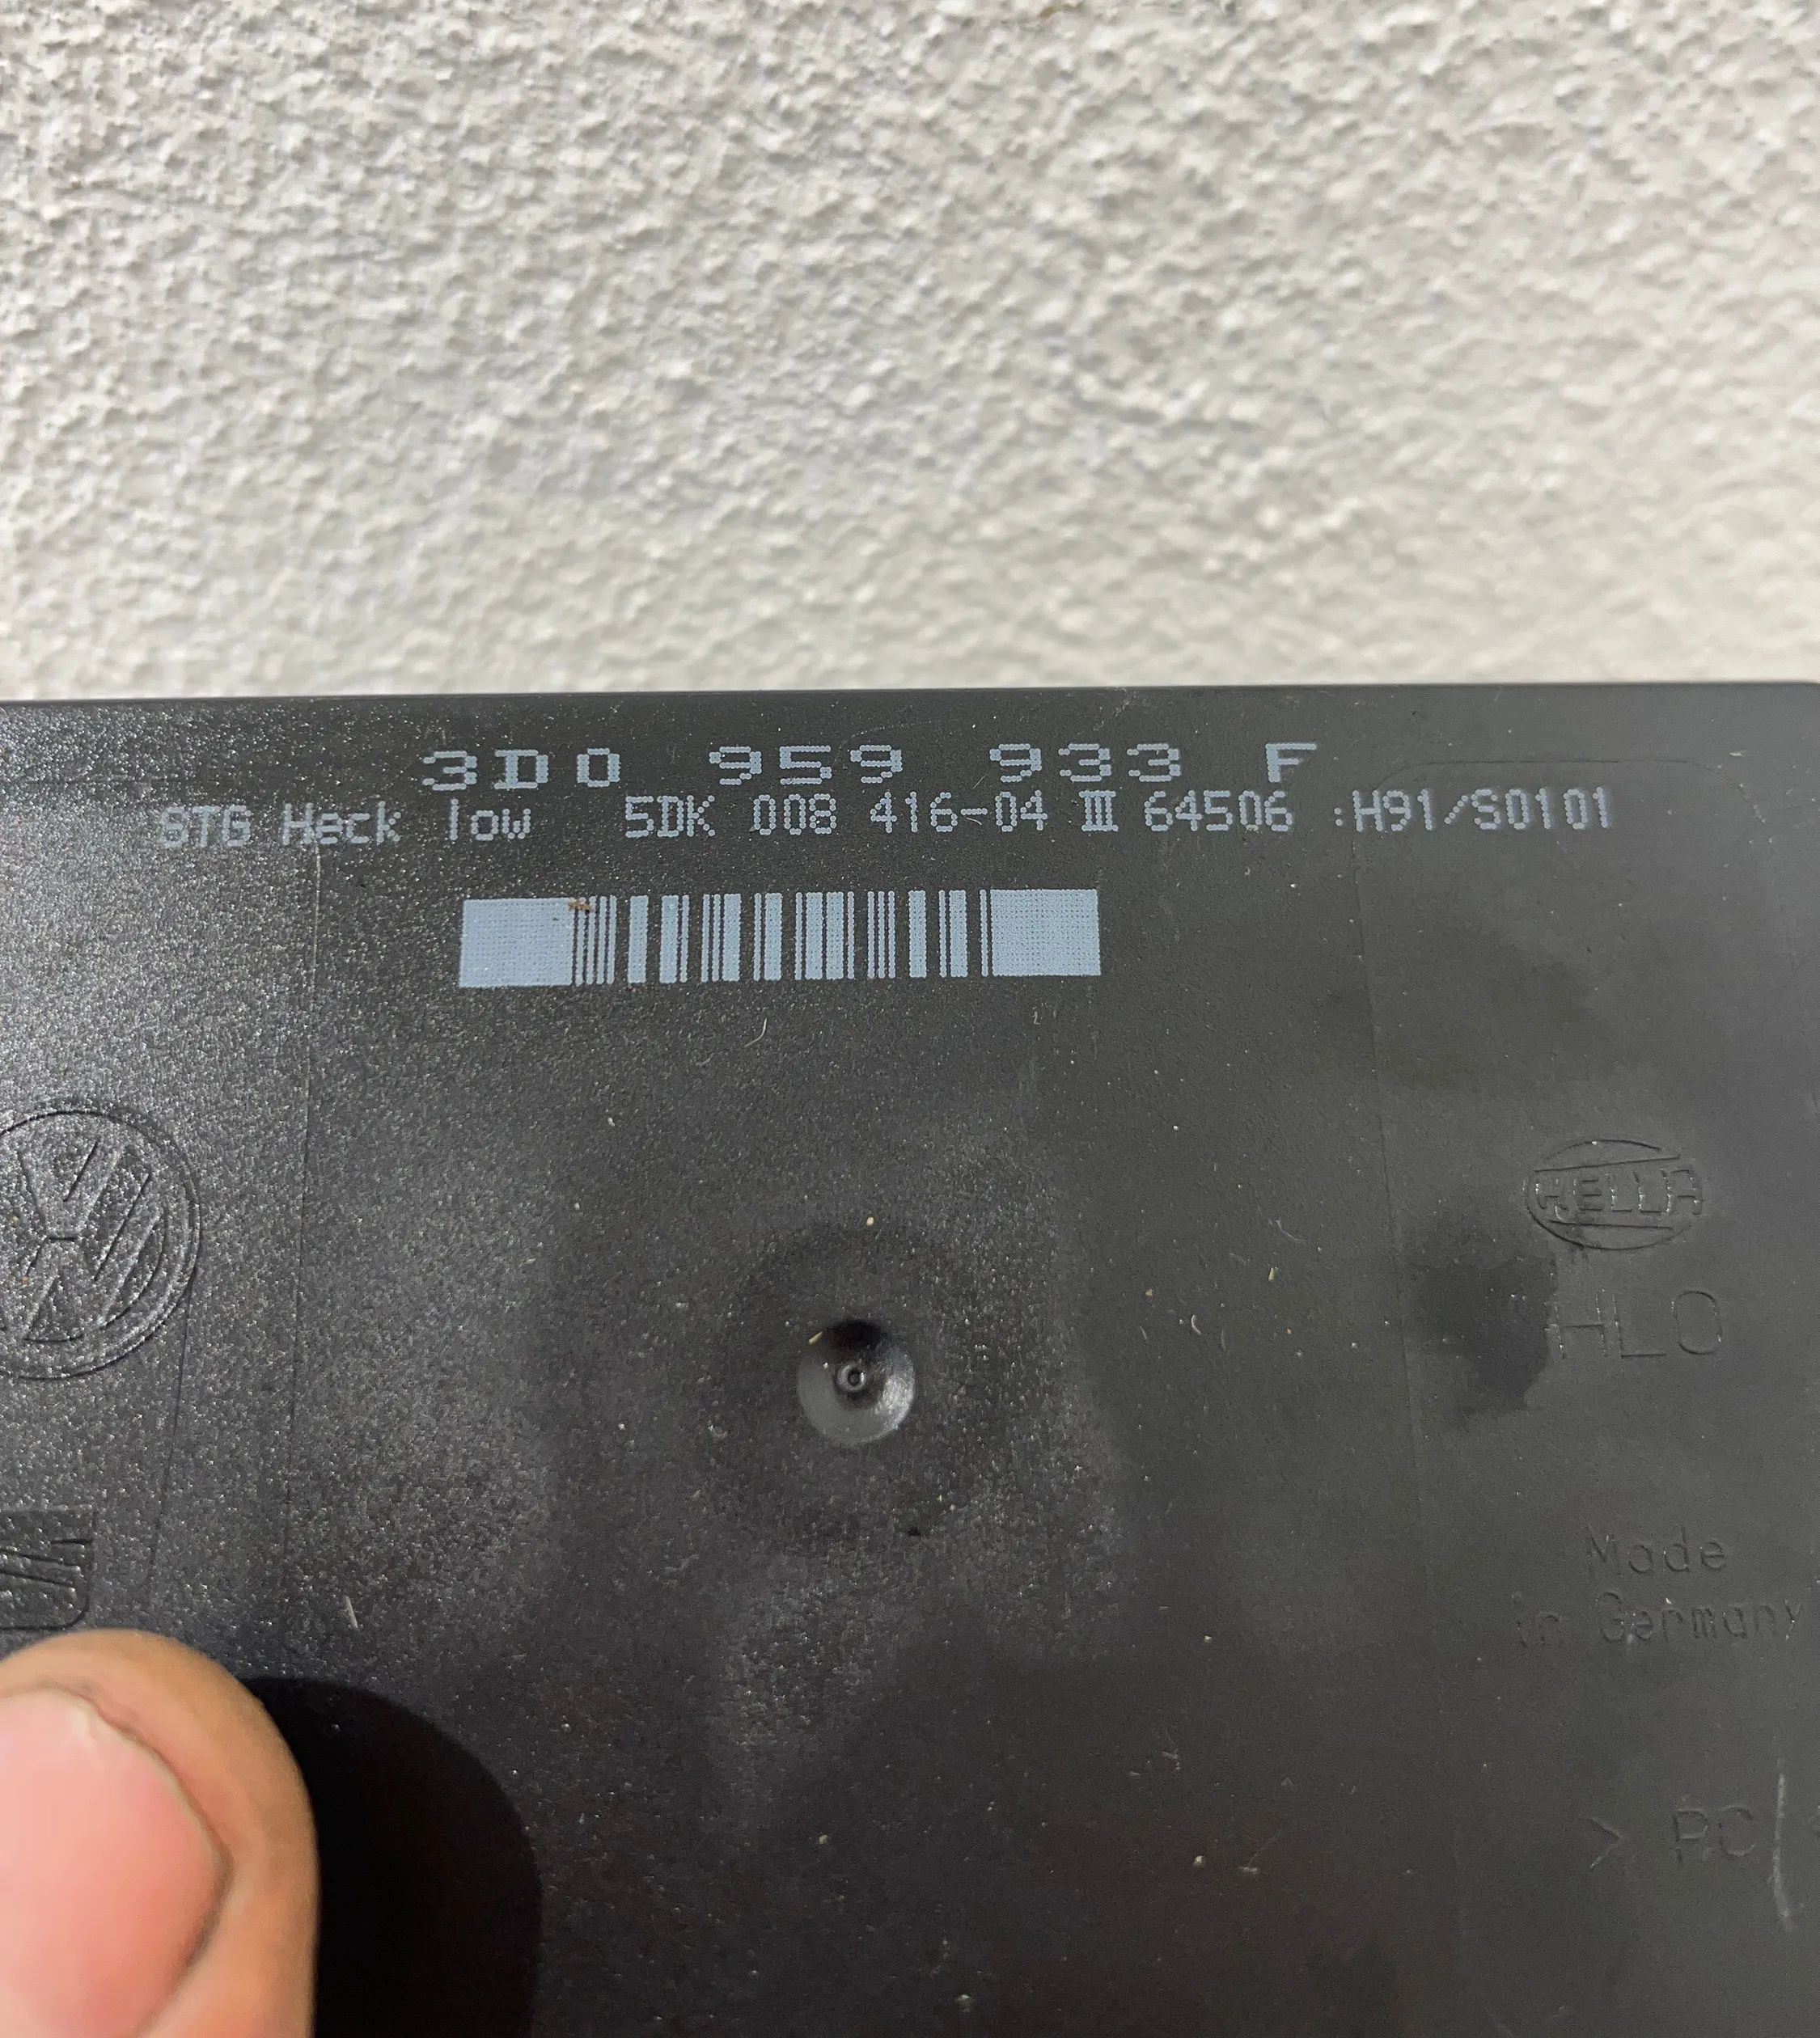 3D0 959 933 F
STG Heck low 5DK 008 416-04 III 64506 :H91/S0101
HELLA
HLO
Made
in Germany
> PC